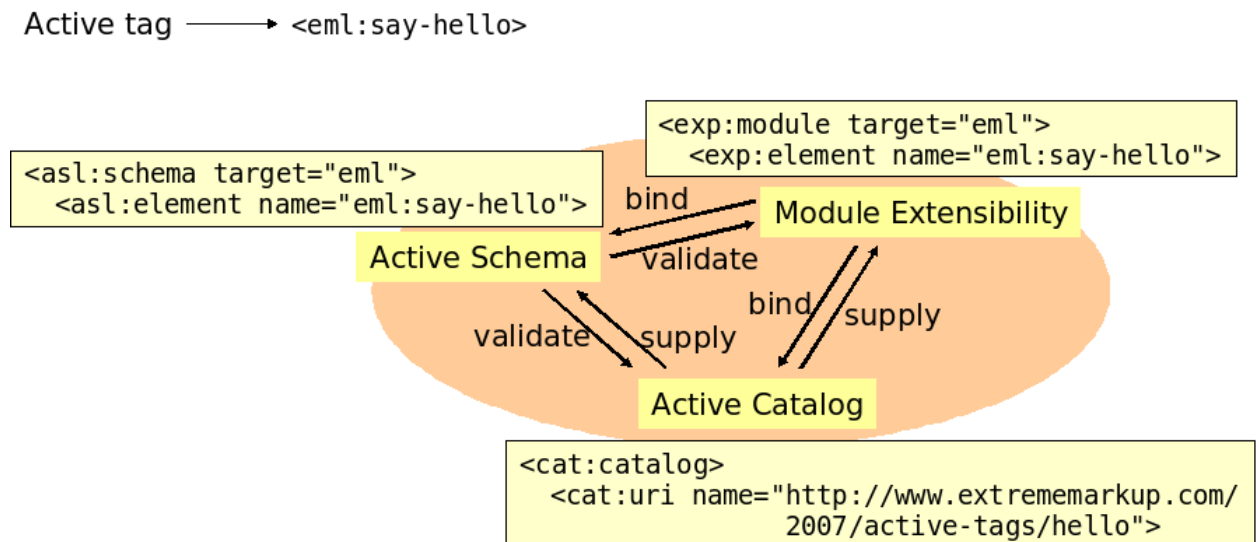 Active tag <eml:say-hello>
<exp:module target="eml">
<exp:element name="eml:say-hello">
<asl:schema target="eml">
<asl:element name="eml:say-hello">
bind
Module Extensibility
Active Schema
validate
bind
supply
validate
supply
Active Catalog
<cat:catalog>
<cat:uri name="http://www.extrememarkup.com/
2007/active-tags/hello">